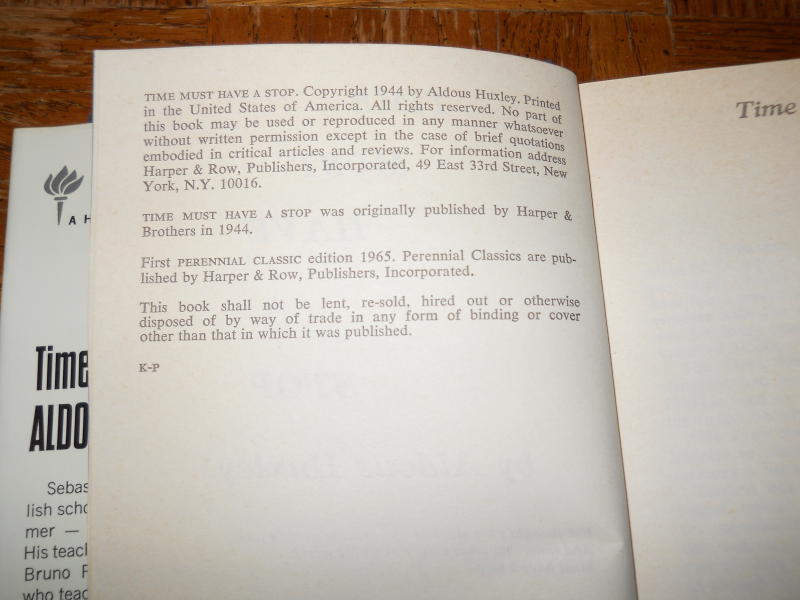 TIME MUST HAVE A STOP. Copyright 1944 by Aldous Huxley. Printed
in the United States of America. All rights reserved. No part of
this book may be used or reproduced in any manner whatsoever
without written permission except in the case of brief quotations
embodied in critical articles and reviews. For information address
Harper & Row, Publishers, Incorporated, 49 East 33rd Street, New
York, N.Y. 10016.
TIME MUST HAVE A STOP was originally published by Harper &
Brothers in 1944.
First PERENNIAL CLASSIC edition 1965. Perennial Classics are pub-
lished by Harper & Row, Publishers, Incorporated.
This book shall not be lent, re-sold, hired out or otherwise
disposed of by way of trade in any form of binding or cover
other than that in which it was published.
K-P
Time
A H
Time
ALDO
Sebas
lish scho
mer —
His teach
Bruno
who teac